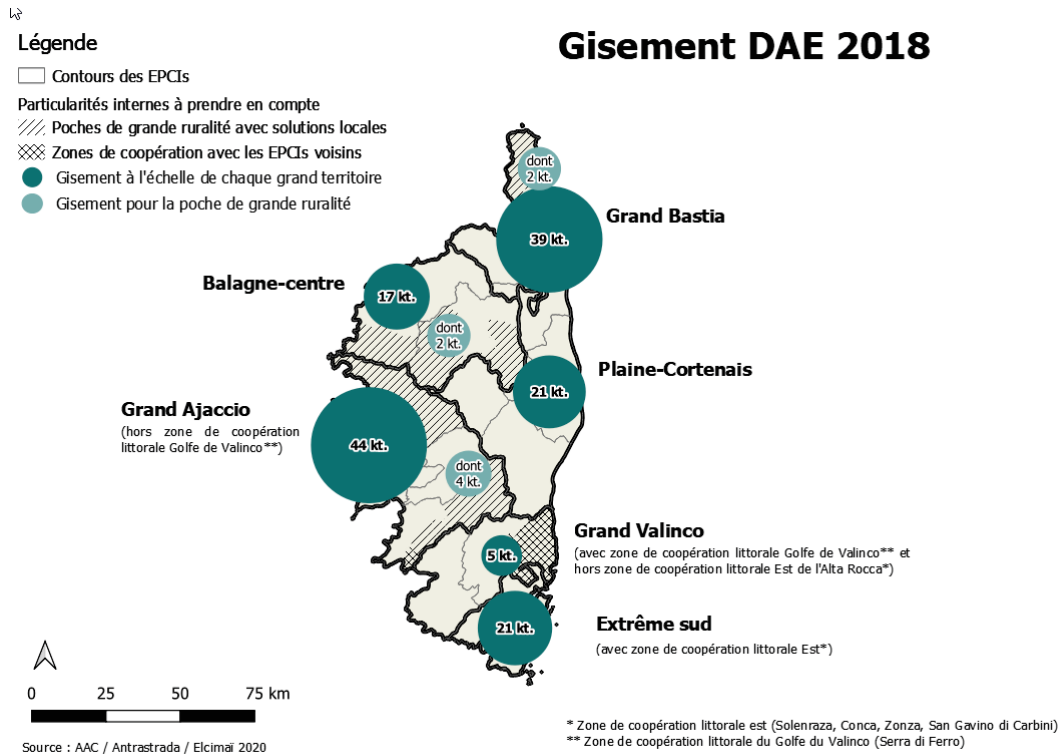 Gisement DAE 2018
Légende
Contours des EPCIs
Particularités internes à prendre en compte
Poches de grande ruralité avec solutions locales
Zones de coopération avec les EPCIs voisins
Gisement à l'échelle de chaque grand territoire
Gisement pour la poche de grande ruralité
dont
2 kt.
Grand Bastia
39 kt.
Balagne-centre
17 kt.
dont
2 kt.
Plaine-Cortenais
21 kt.
Grand Ajaccio
(hors zone de coopération
littorale Golfe de Valinco**)
44 kt.
dont
4 kt.
Grand Valinco
(avec zone de coopération littorale Golfe de Valinco** et
hors zone de coopération littorale Est de l'Alta Rocca*)
5 kt.
Extrême sud
(avec zone de coopération littorale Est*)
21 kt.
0 25 50 75 km
Source : AAC / Antrastrada / Elcimaï 2020
* Zone de coopération littorale est (Solenraza, Conca, Zonza, San Gavino di Carbini)
** Zone de coopération littorale du Golfe du Valinco (Serra di Ferro)